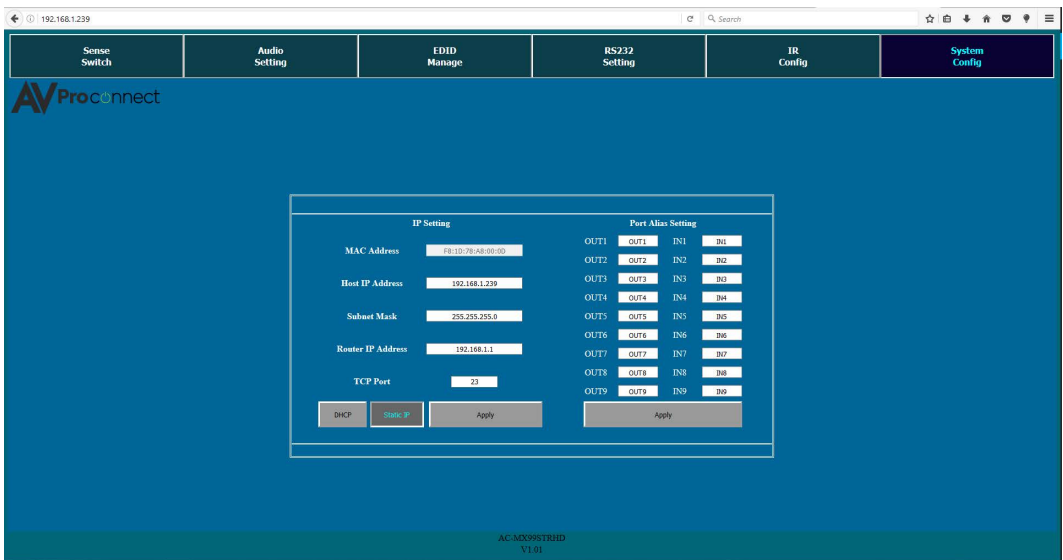 192.168.1.239
Search
Sense Switch
Audio Setting
EDID Manage
RS232 Setting
IR Config
System Config
AVProconnect
IP Setting
MAC Address F8:1D:78:AB:00:0D
Host IP Address 192.168.1.239
Subnet Mask 255.255.255.0
Router IP Address 192.168.1.1
TCP Port 23
DHCP Static IP Apply
Port Alias Setting
OUT1 OUT1 IN1 IN1
OUT2 OUT2 IN2 IN2
OUT3 OUT3 IN3 IN3
OUT4 OUT4 IN4 IN4
OUT5 OUT5 IN5 IN5
OUT6 OUT6 IN6 IN6
OUT7 OUT7 IN7 IN7
OUT8 OUT8 IN8 IN8
OUT9 OUT9 IN9 IN9
Apply
AC-MX99STRHD
V1.01